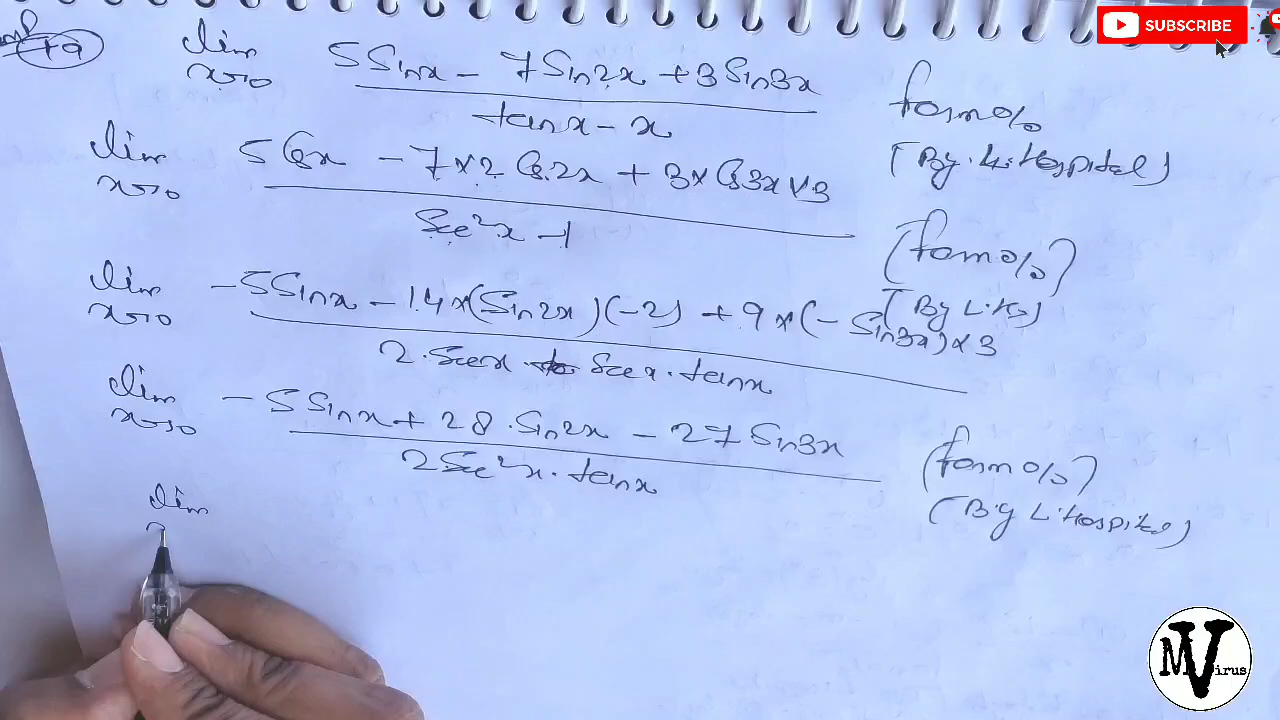 SUBSCRIBE
lim x→0 5Sinx - 7Sin2x + 3Sin3x / tanx - x form 0/0
(By L. Hospital)
lim x→0 5Cosx - 7×2 Cos2x + 3×Cos3x×3 / Sec²x - 1 (form 0/0)
(By L.Hs)
lim x→0 -5Sinx - 14×(Sin2x)(-2) + 9×(-Sin3x)×3 / 2.Secx . Secx.tanx
lim x→0 -5Sinx + 28.Sin2x - 27Sin3x / 2Sec²x.tanx (form 0/0)
(By L.Hospital)
lim
MVirus